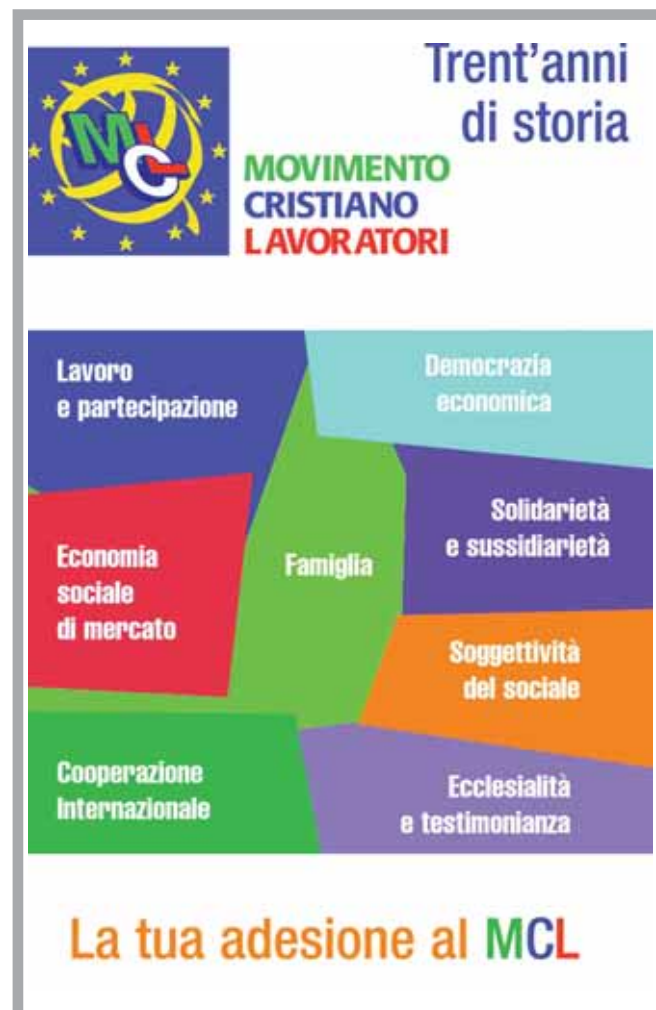 Trent'anni
di storia
MCL
MOVIMENTO
CRISTIANO
LAVORATORI
Lavoro
e partecipazione
Democrazia
economica
Solidarietà
e sussidiarietà
Economia
sociale
di mercato
Famiglia
Soggettività
del sociale
Cooperazione
Internazionale
Ecclesialità
e testimonianza
La tua adesione al MCL